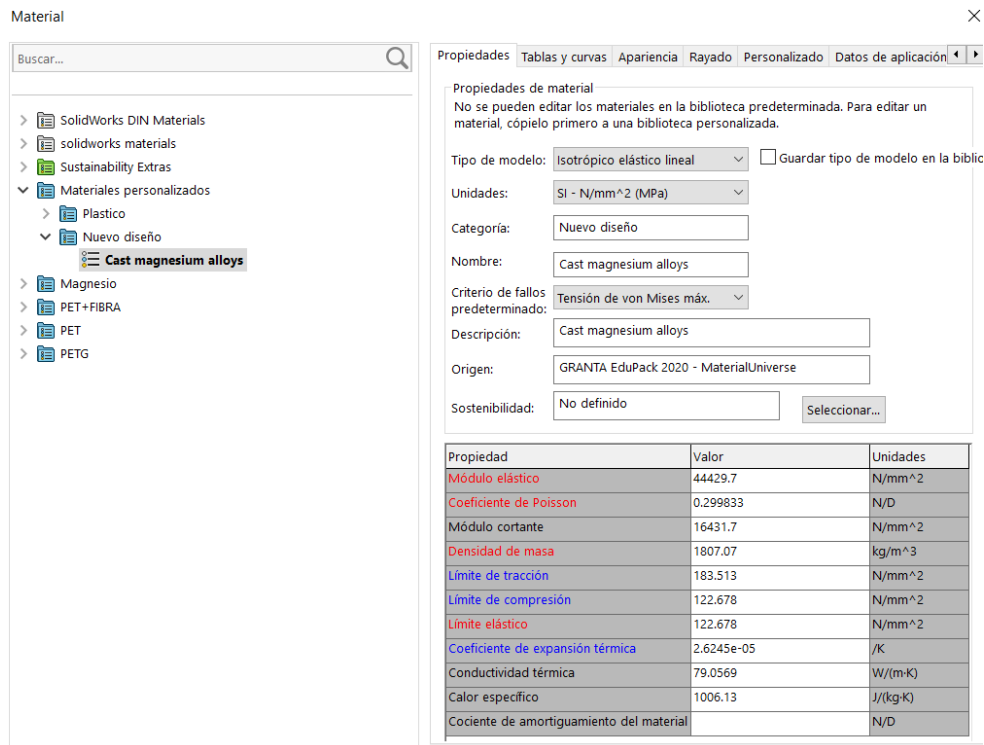 Material
Buscar...
SolidWorks DIN Materials
solidworks materials
Sustainability Extras
Materiales personalizados
Plastico
Nuevo diseño
Cast magnesium alloys
Magnesio
PET+FIBRA
PET
PETG
Propiedades Tablas y curvas Apariencia Rayado Personalizado Datos de aplicación
Propiedades de material
No se pueden editar los materiales en la biblioteca predeterminada. Para editar un
material, cópielo primero a una biblioteca personalizada.
Tipo de modelo: Isotrópico elástico lineal Guardar tipo de modelo en la biblio
Unidades: SI - N/mm^2 (MPa)
Categoría: Nuevo diseño
Nombre: Cast magnesium alloys
Criterio de fallos
predeterminado: Tensión de von Mises máx.
Descripción: Cast magnesium alloys
Origen: GRANTA EduPack 2020 - MaterialUniverse
Sostenibilidad: No definido Seleccionar...
Propiedad Valor Unidades
Módulo elástico 44429.7 N/mm^2
Coeficiente de Poisson 0.299833 N/D
Módulo cortante 16431.7 N/mm^2
Densidad de masa 1807.07 kg/m^3
Límite de tracción 183.513 N/mm^2
Límite de compresión 122.678 N/mm^2
Límite elástico 122.678 N/mm^2
Coeficiente de expansión térmica 2.6245e-05 /K
Conductividad térmica 79.0569 W/(m·K)
Calor específico 1006.13 J/(kg·K)
Cociente de amortiguamiento del material N/D